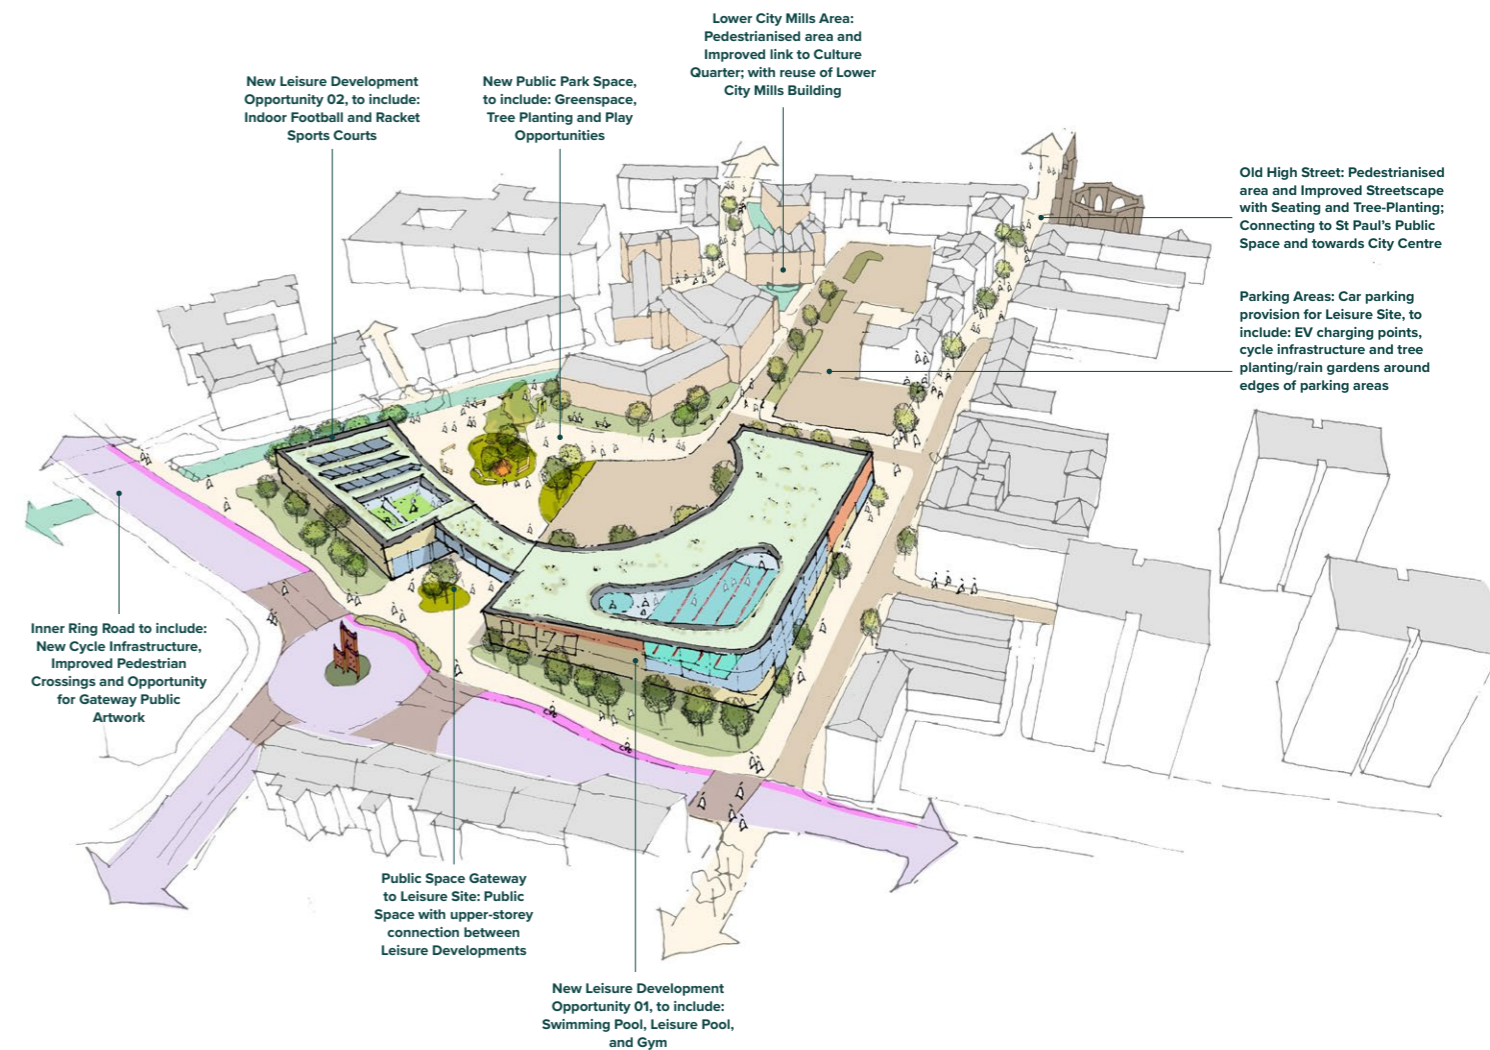 Lower City Mills Area:
Pedestrianised area and
Improved link to Culture
Quarter; with reuse of Lower
City Mills Building
New Leisure Development
Opportunity 02, to include:
Indoor Football and Racket
Sports Courts
New Public Park Space,
to include: Greenspace,
Tree Planting and Play
Opportunities
Old High Street: Pedestrianised
area and Improved Streetscape
with Seating and Tree-Planting;
Connecting to St Paul's Public
Space and towards City Centre
Parking Areas: Car parking
provision for Leisure Site, to
include: EV charging points,
cycle infrastructure and tree
planting/rain gardens around
edges of parking areas
Inner Ring Road to include:
New Cycle Infrastructure,
Improved Pedestrian
Crossings and Opportunity
for Gateway Public
Artwork
Public Space Gateway
to Leisure Site: Public
Space with upper-storey
connection between
Leisure Developments
New Leisure Development
Opportunity 01, to include:
Swimming Pool, Leisure Pool,
and Gym